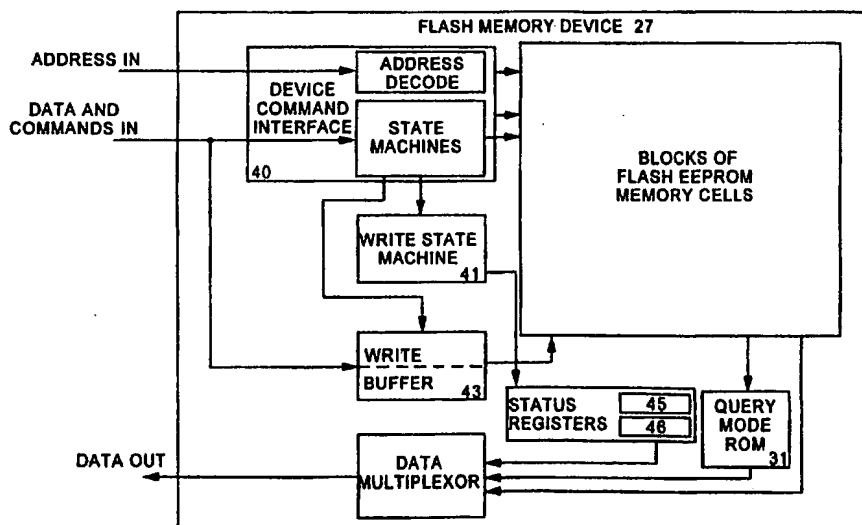 FLASH MEMORY DEVICE 27
ADDRESS IN
ADDRESS
DECODE
DATA AND
COMMANDS IN
DEVICE
COMMAND
INTERFACE
STATE
MACHINES
40
BLOCKS OF
FLASH EEPROM
MEMORY CELLS
WRITE STATE
MACHINE
41
WRITE
BUFFER
43
STATUS
REGISTERS
45
46
QUERY
MODE
ROM
31
DATA OUT
DATA
MULTIPLEXOR